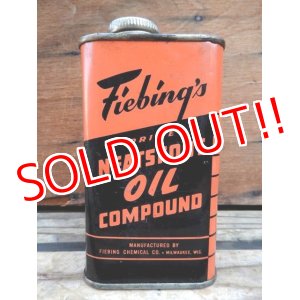 Fiebing's
SOLD OUT!!
OIL
COMPOUND
MANUFACTURED BY
FIEBING CHEMICAL CO. • MILWAUKEE, WIS.